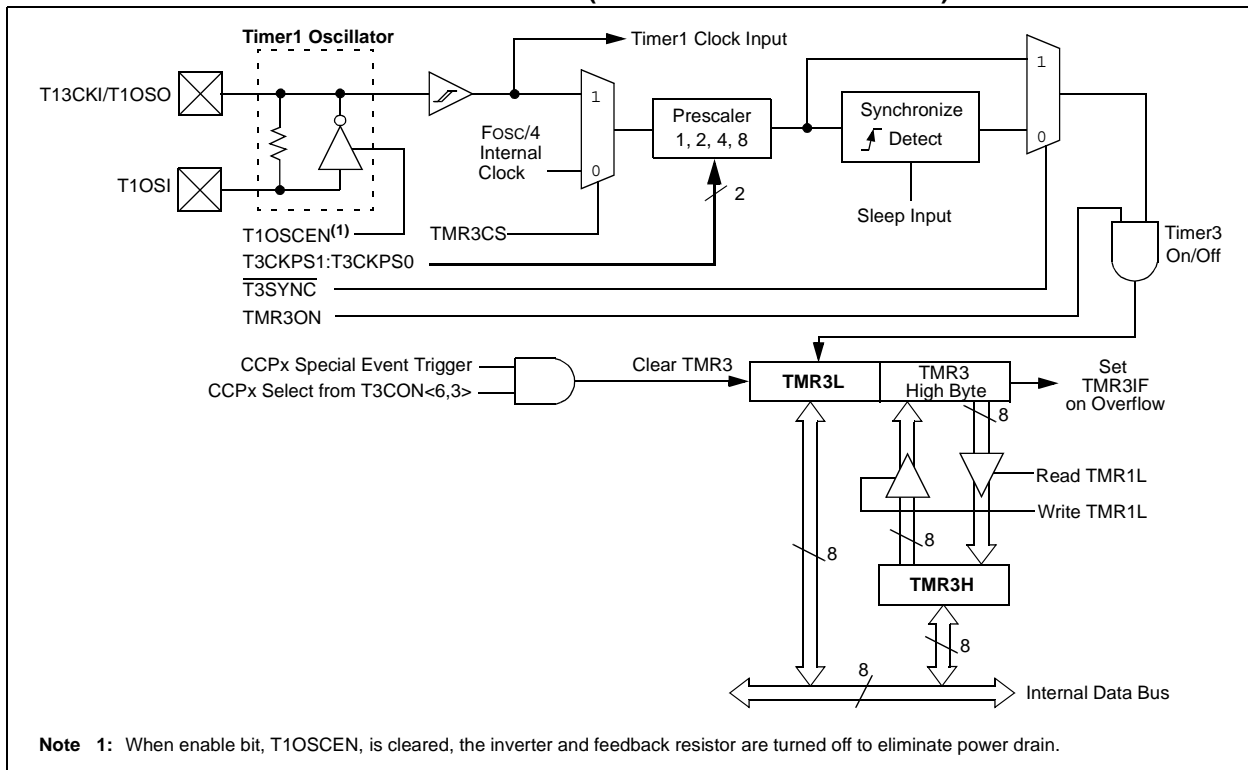 Timer1 Oscillator
Timer1 Clock Input
T13CKI/T1OSO
1
1
Prescaler
1, 2, 4, 8
Synchronize
Detect
FOSC/4
Internal
Clock
0
0
T1OSI
2
Sleep Input
T1OSCEN(1)
TMR3CS
Timer3
On/Off
T3CKPS1:T3CKPS0
T3SYNC
TMR3ON
CCPx Special Event Trigger
CCPx Select from T3CON<6,3>
Clear TMR3
TMR3L
TMR3
High Byte
Set
TMR3IF
on Overflow
8
Read TMR1L
Write TMR1L
8
8
TMR3H
8
8
Internal Data Bus
Note 1: When enable bit, T1OSCEN, is cleared, the inverter and feedback resistor are turned off to eliminate power drain.